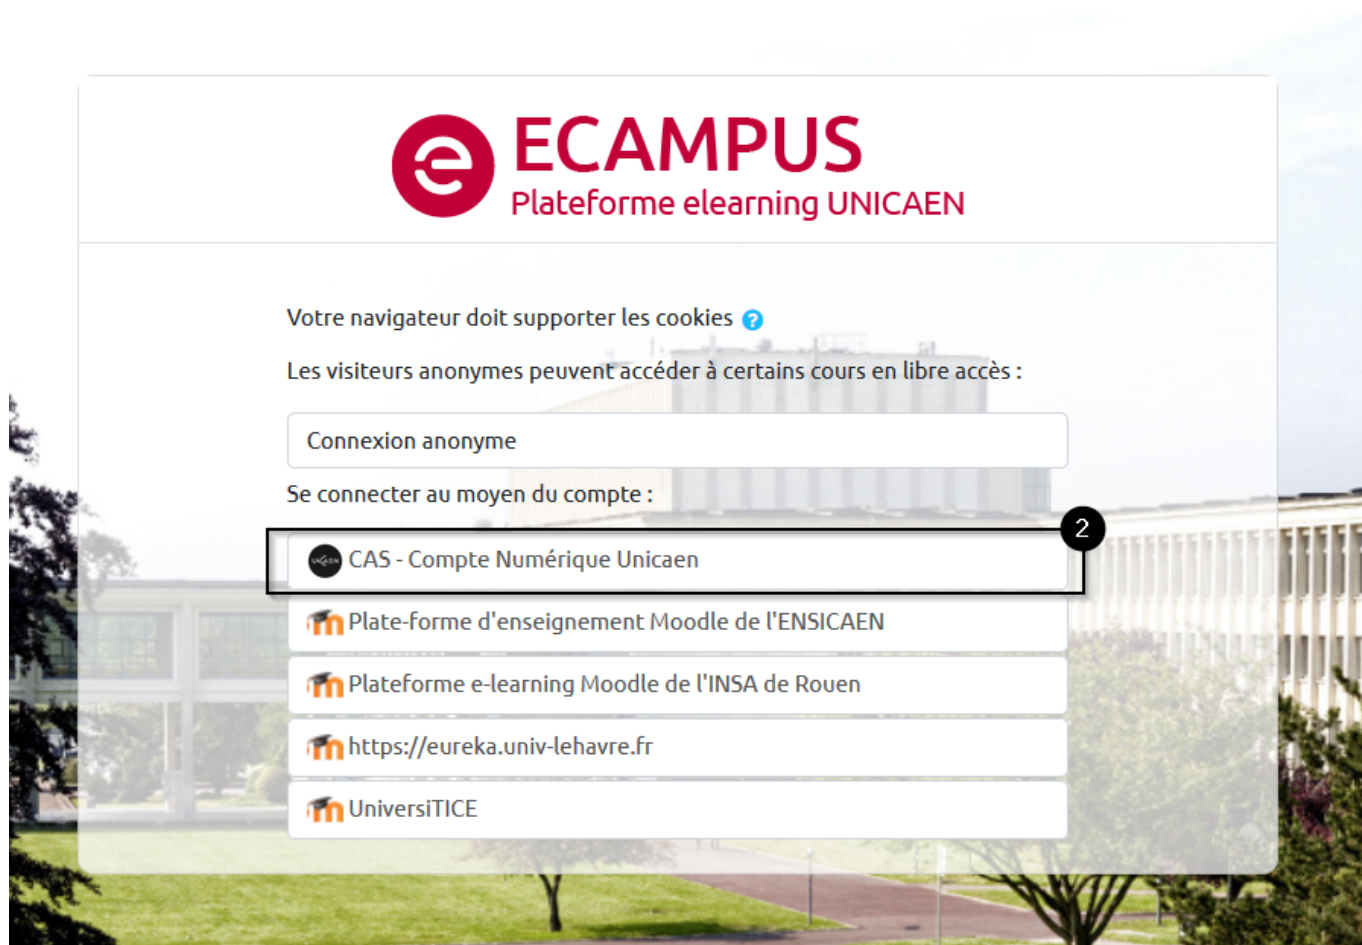 ECAMPUS
Plateforme elearning UNICAEN
Votre navigateur doit supporter les cookies ?
Les visiteurs anonymes peuvent accéder à certains cours en libre accès :
Connexion anonyme
Se connecter au moyen du compte :
2
UNICAEN CAS - Compte Numérique Unicaen
Plate-forme d'enseignement Moodle de l'ENSICAEN
Plateforme e-learning Moodle de l'INSA de Rouen
https://eureka.univ-lehavre.fr
UniversiTICE